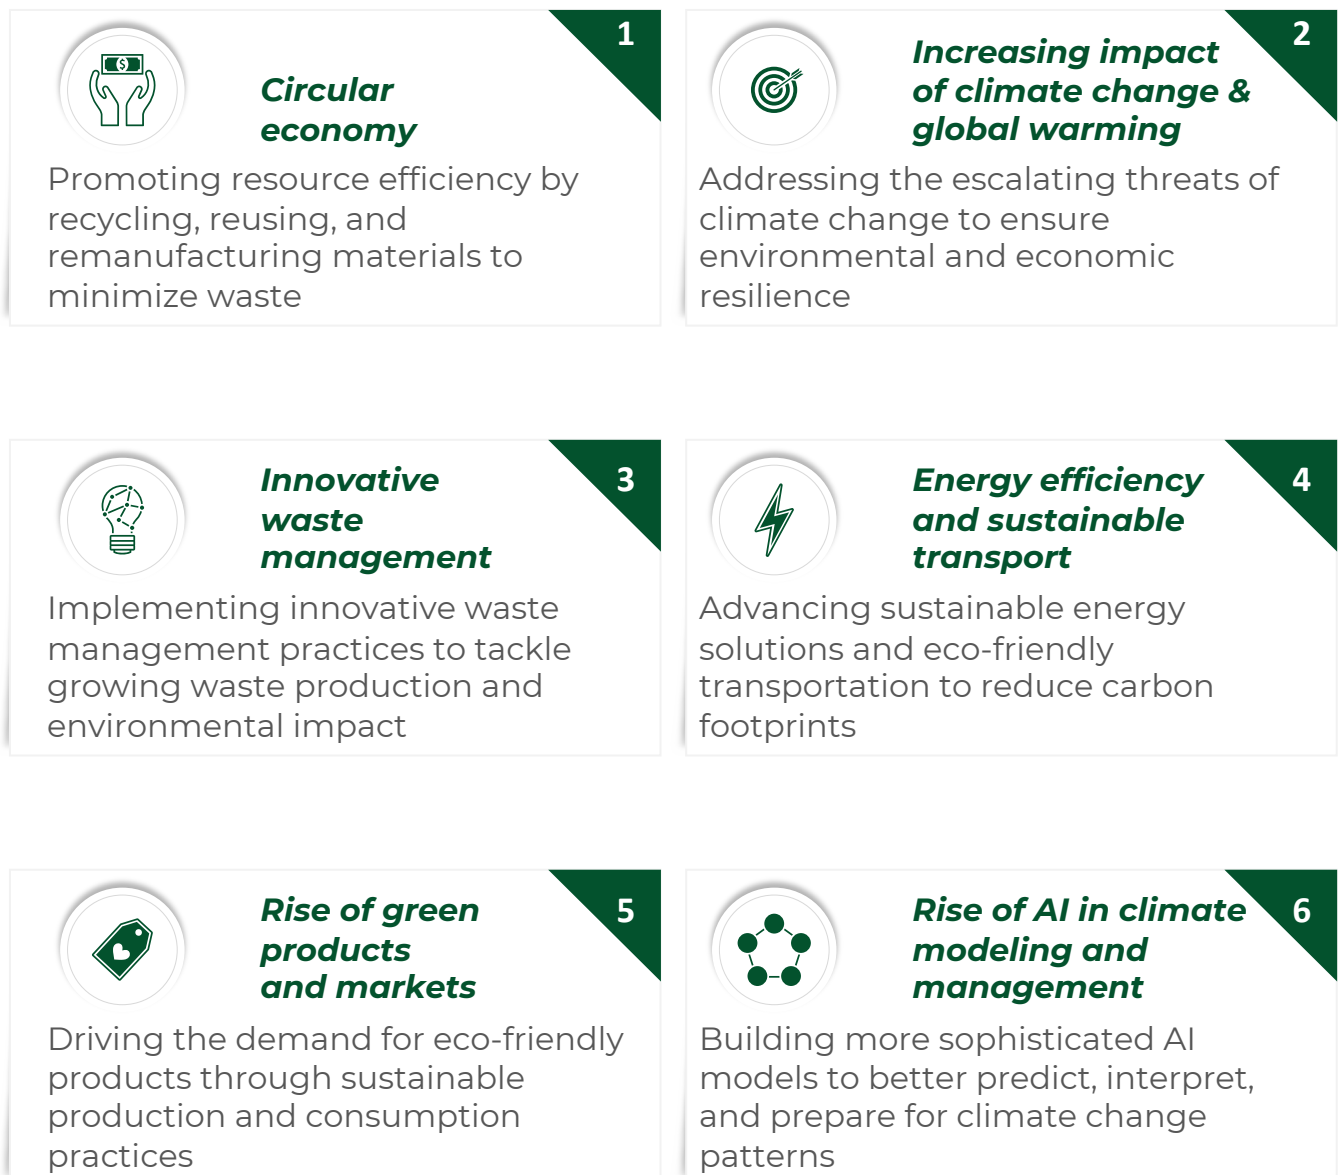 1
Circular
economy
Promoting resource efficiency by
recycling, reusing, and
remanufacturing materials to
minimize waste
2
Increasing impact
of climate change &
global warming
Addressing the escalating threats of
climate change to ensure
environmental and economic
resilience
3
Innovative
waste
management
Implementing innovative waste
management practices to tackle
growing waste production and
environmental impact
4
Energy efficiency
and sustainable
transport
Advancing sustainable energy
solutions and eco-friendly
transportation to reduce carbon
footprints
5
Rise of green
products
and markets
Driving the demand for eco-friendly
products through sustainable
production and consumption
practices
6
Rise of AI in climate
modeling and
management
Building more sophisticated AI
models to better predict, interpret,
and prepare for climate change
patterns